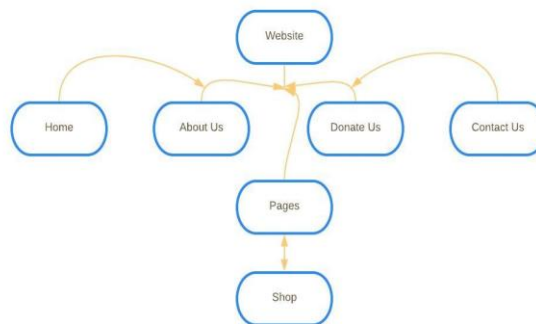 Website
Home
About Us
Donate Us
Contact Us
Pages
Shop